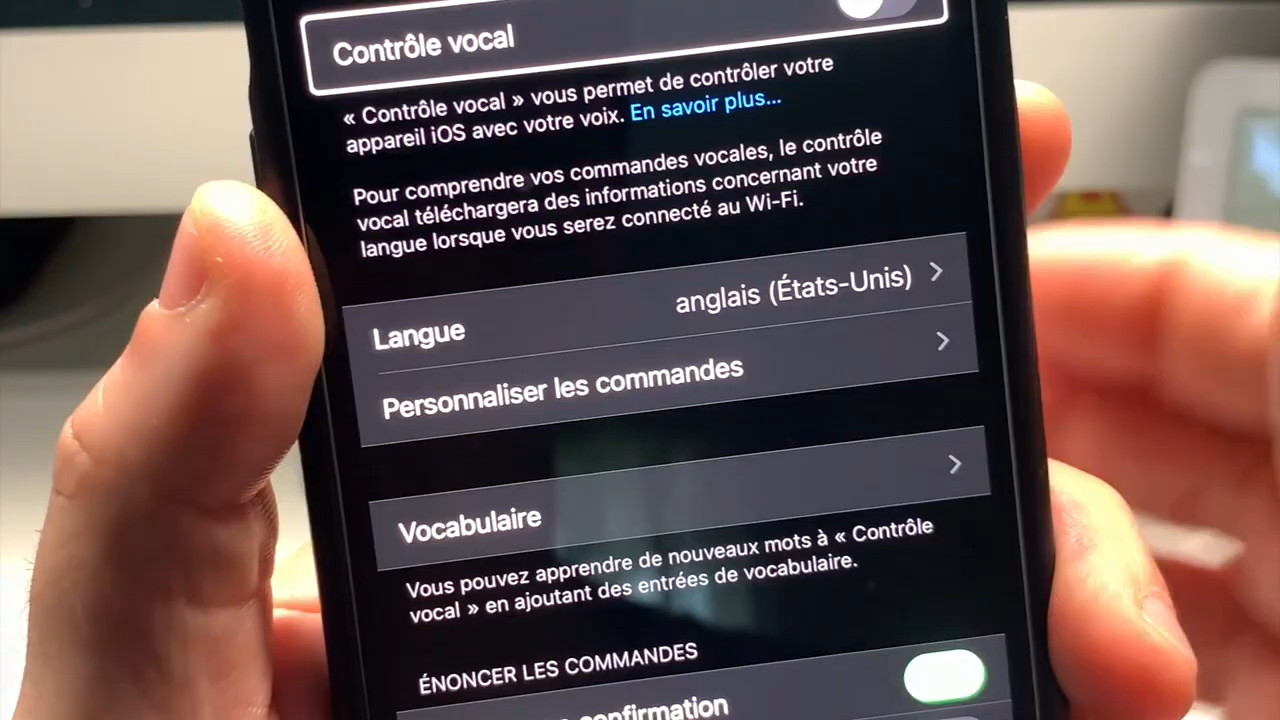 Contrôle vocal
« Contrôle vocal » vous permet de contrôler votre
appareil iOS avec votre voix. En savoir plus...
Pour comprendre vos commandes vocales, le contrôle
vocal téléchargera des informations concernant votre
langue lorsque vous serez connecté au Wi-Fi.
Langue anglais (États-Unis)
Personnaliser les commandes
Vocabulaire
Vous pouvez apprendre de nouveaux mots à « Contrôle
vocal » en ajoutant des entrées de vocabulaire.
ÉNONCER LES COMMANDES
confirmation